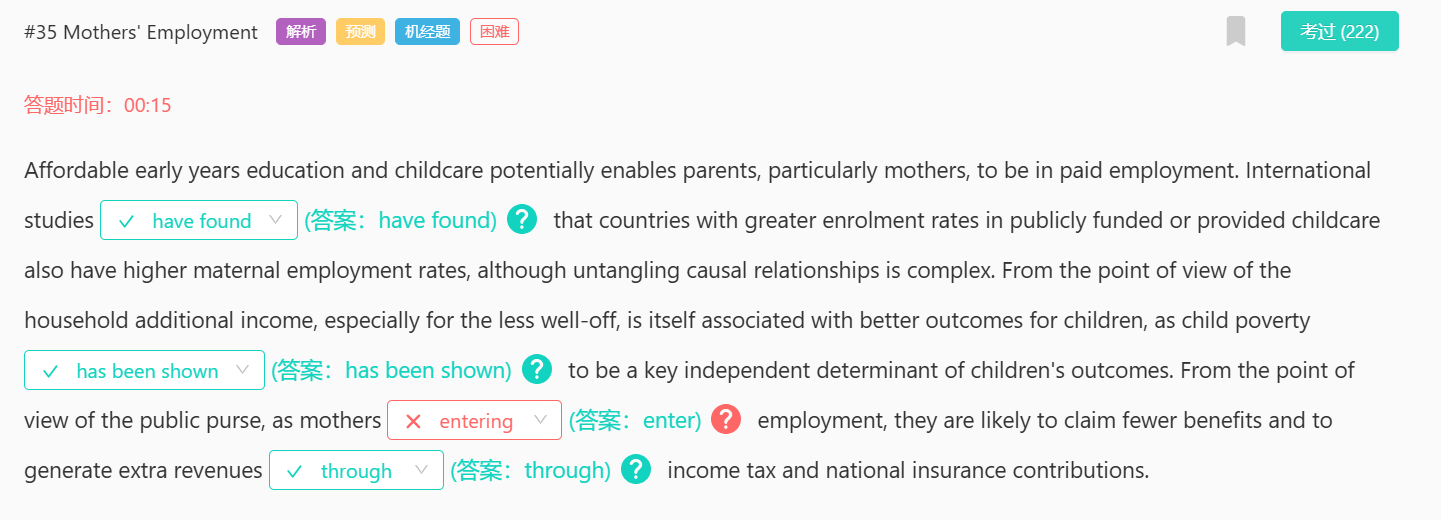 #35 Mothers' Employment 解析 预测 机经题 困难 考过 (222)
答题时间：00:15
Affordable early years education and childcare potentially enables parents, particularly mothers, to be in paid employment. International
studies have found (答案：have found) ? that countries with greater enrolment rates in publicly funded or provided childcare
also have higher maternal employment rates, although untangling causal relationships is complex. From the point of view of the
household additional income, especially for the less well-off, is itself associated with better outcomes for children, as child poverty
has been shown (答案：has been shown) ? to be a key independent determinant of children's outcomes. From the point of
view of the public purse, as mothers entering (答案：enter) ? employment, they are likely to claim fewer benefits and to
generate extra revenues through (答案：through) ? income tax and national insurance contributions.